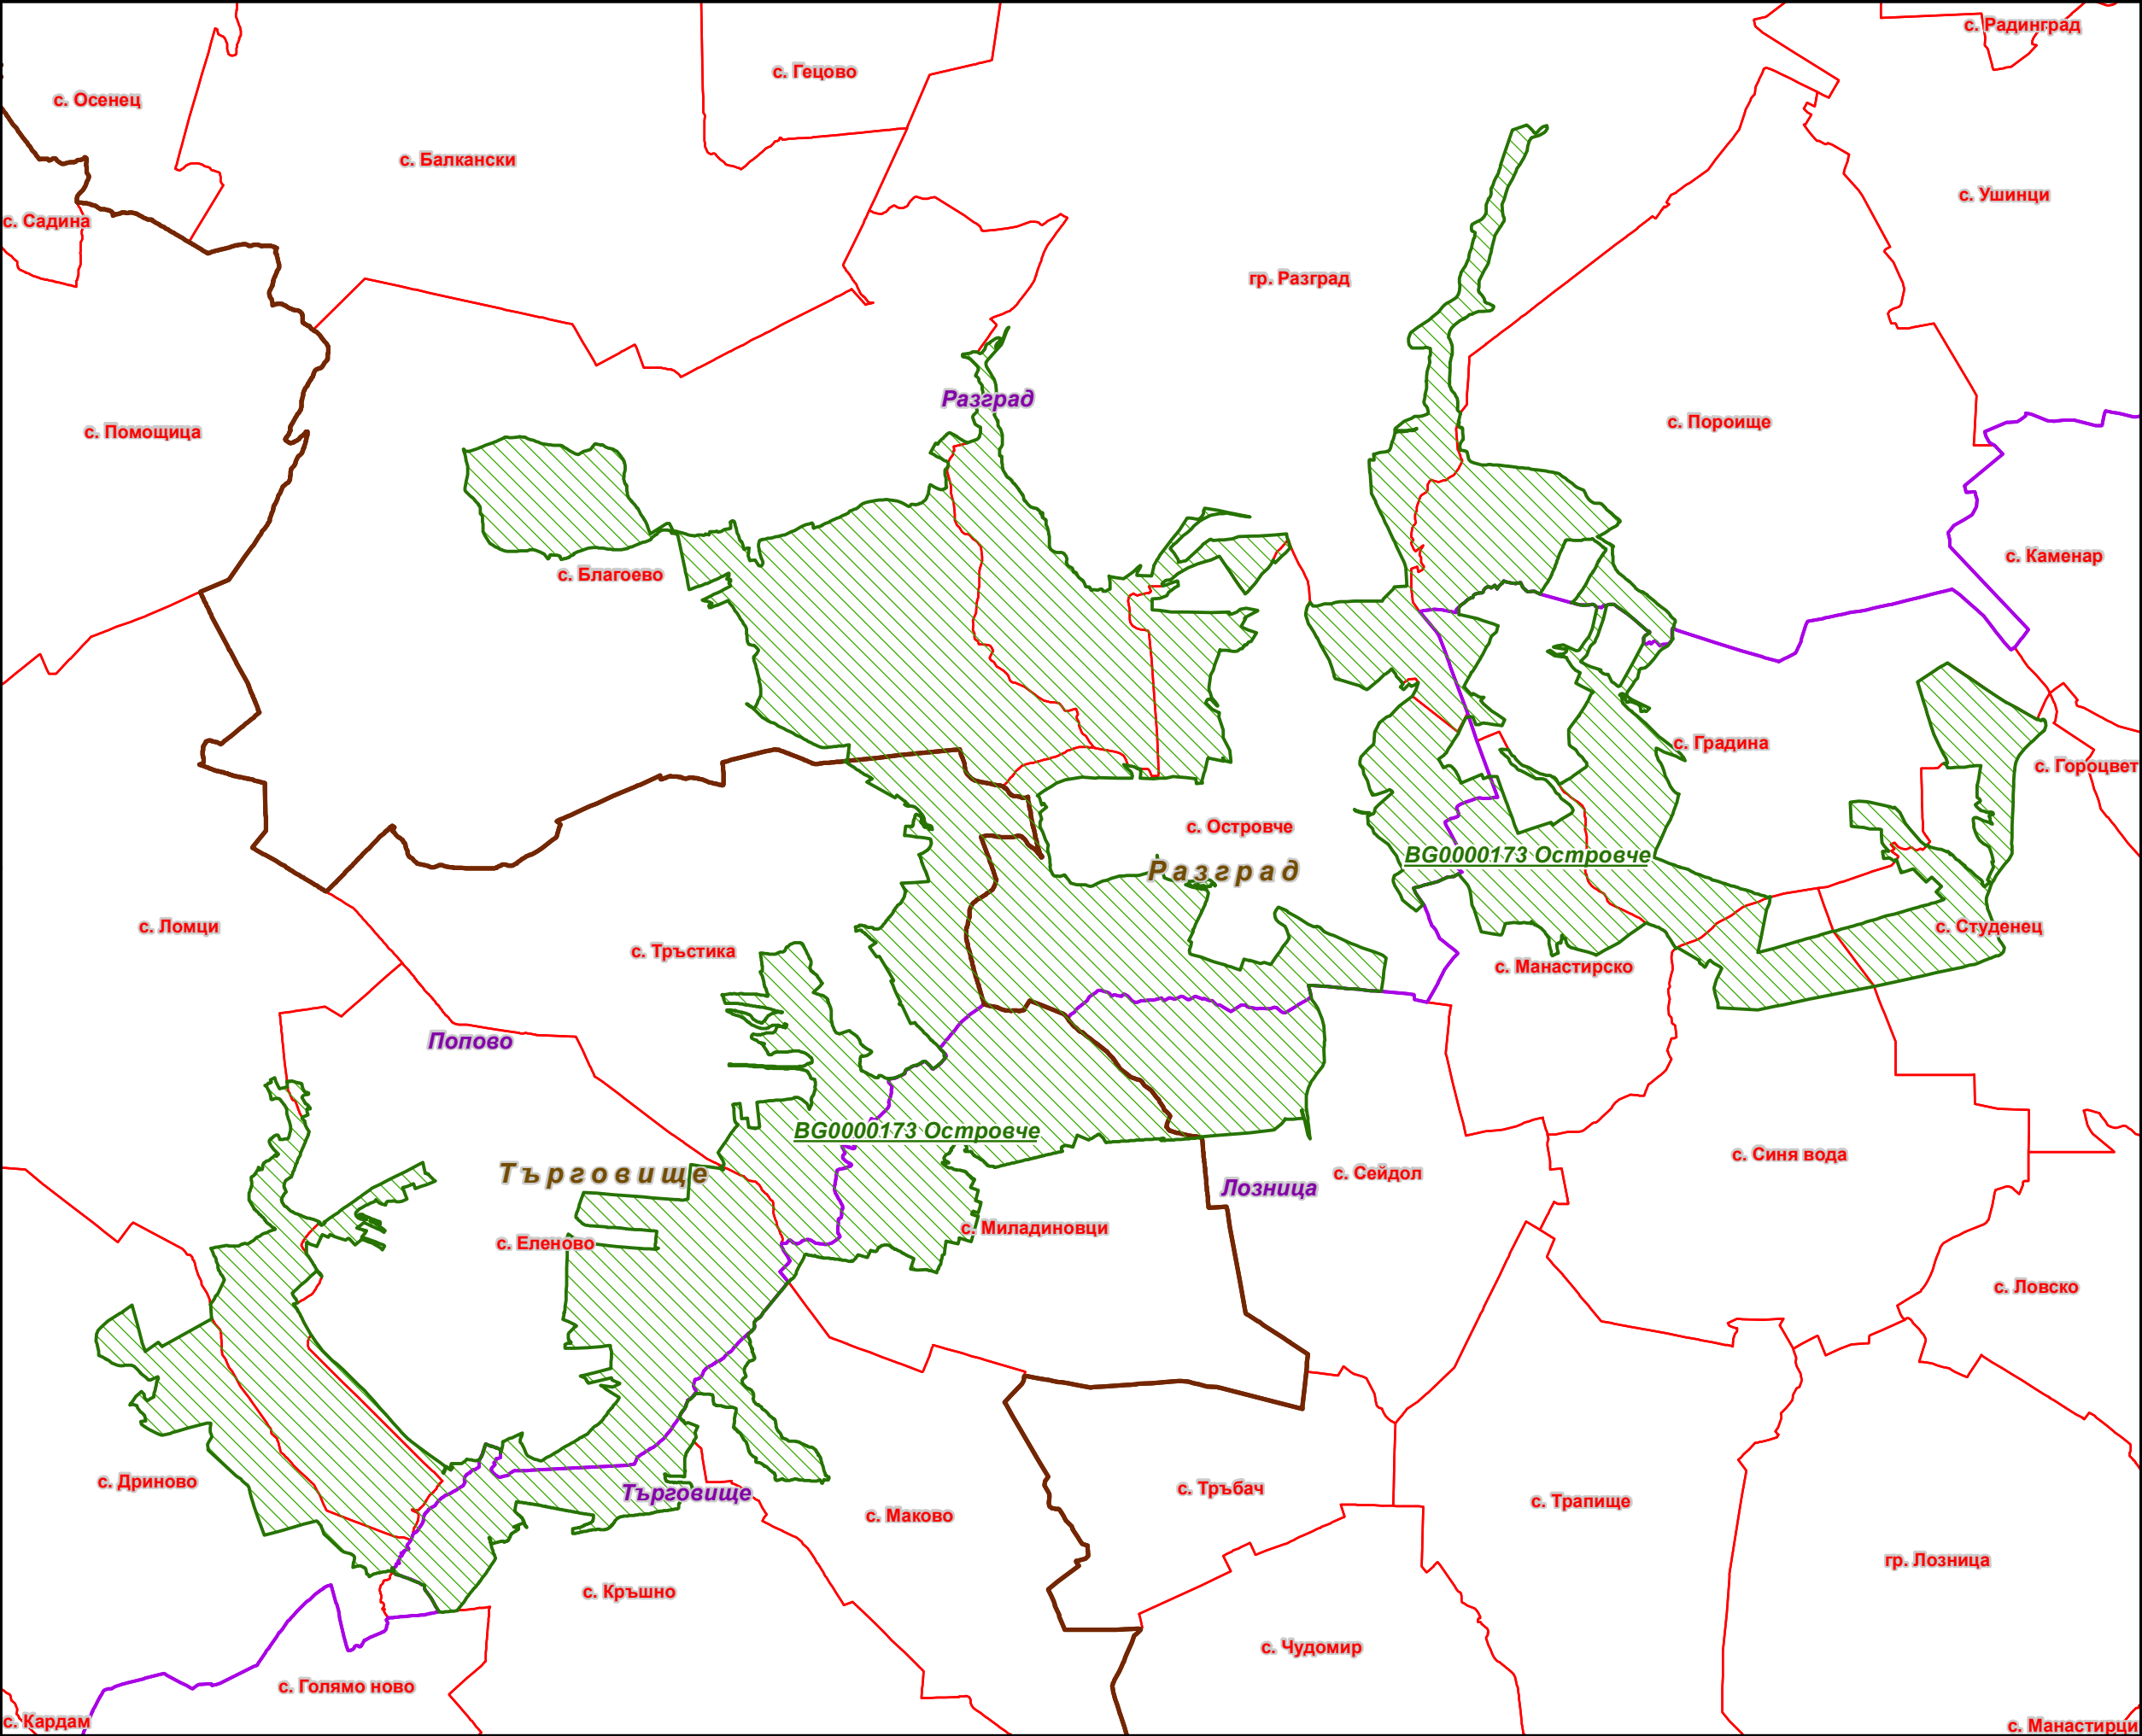 с. Радинград
с. Гецово
с. Осенец
с. Балкански
с. Ушинци
с. Садина
гр. Разград
Разград
с. Пороище
с. Помощица
с. Каменар
с. Благоево
с. Градина
с. Гороцвет
с. Островче
BG0000173 Островче
Разград
с. Ломци
с. Студенец
с. Тръстика
с. Манастирско
Попово
BG0000173 Островче
с. Синя вода
Търговище
с. Сейдол
Лозница
с. Миладиновци
с. Еленово
с. Ловско
с. Дриново
с. Тръбач
Търговище
с. Трапище
с. Маково
гр. Лозница
с. Кръшно
с. Чудомир
с. Голямо ново
с. Кардам
с. Манастирци